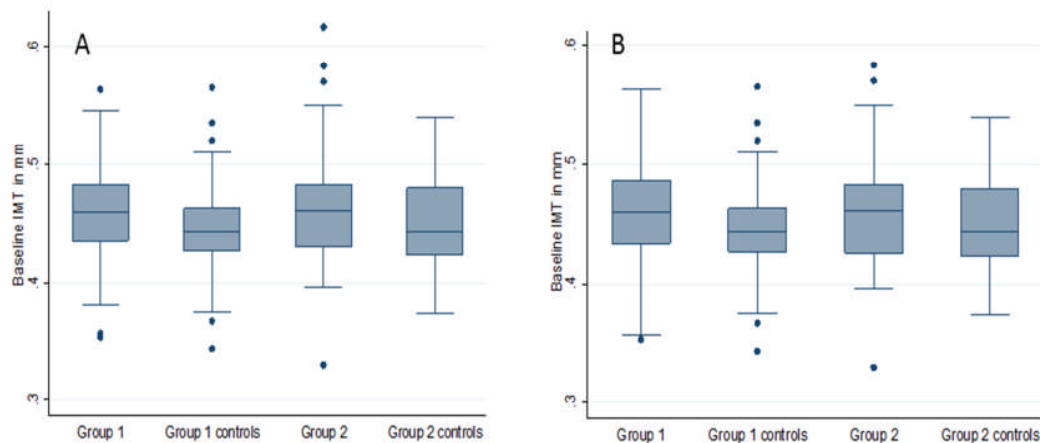 A
Baseline IMT in mm
.6
.5
.4
.3
Group 1 Group 1 controls Group 2 Group 2 controls
B
Baseline IMT in mm
.6
.5
.4
.3
Group 1 Group 1 controls Group 2 Group 2 controls